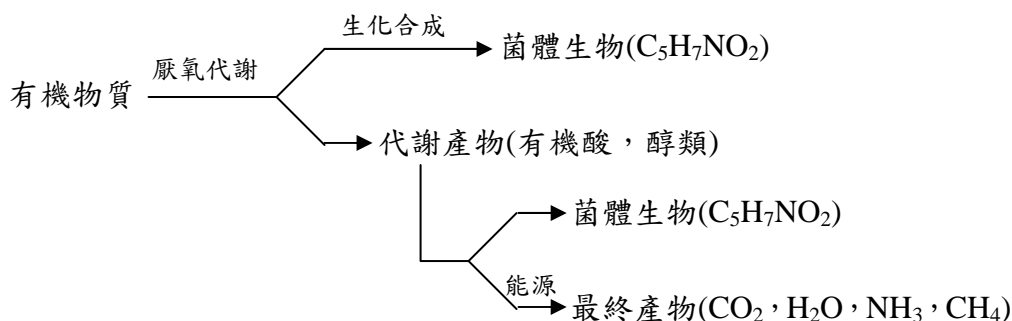 生化合成
菌體生物(C₅H₇NO₂)
厭氧代謝
有機物質
代謝產物(有機酸，醇類)
菌體生物(C₅H₇NO₂)
能源
最終產物(CO₂，H₂O，NH₃，CH₄)